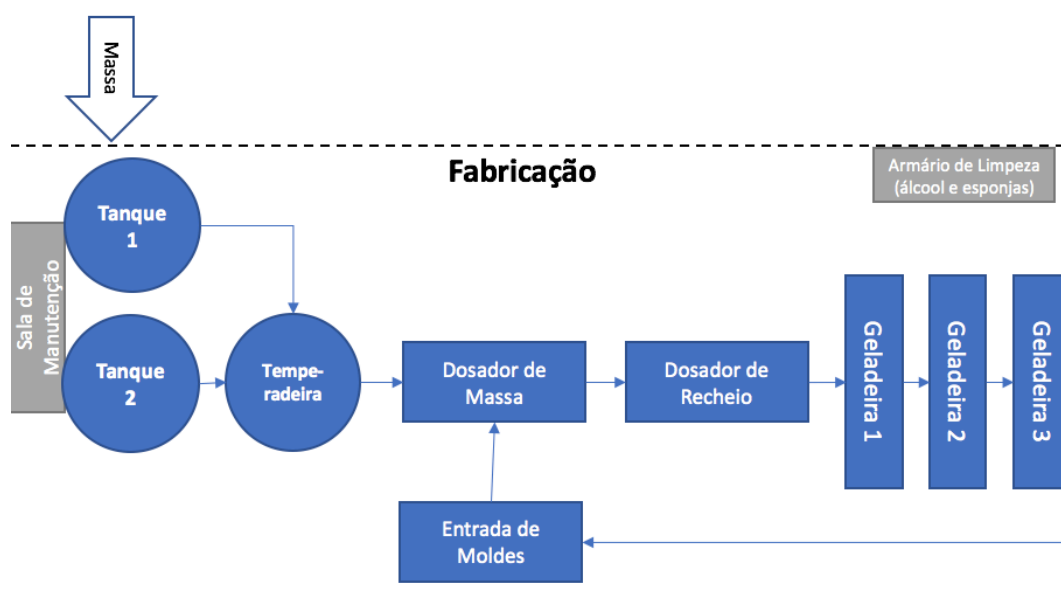 Massa
Fabricação
Armário de Limpeza
(álcool e esponjas)
Tanque
1
Sala de
Manutenção
Tanque
2
Tempe-
radeira
Dosador de
Massa
Dosador de
Recheio
Geladeira 1
Geladeira 2
Geladeira 3
Entrada de
Moldes